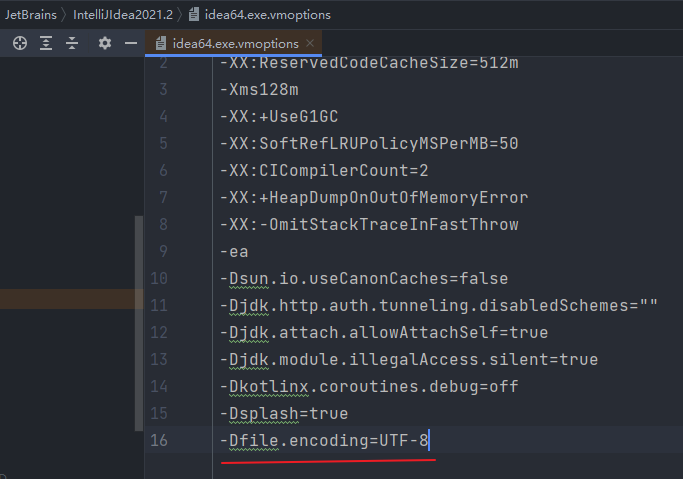 JetBrains › IntelliJIdea2021.2 › idea64.exe.vmoptions
idea64.exe.vmoptions ×
2 -XX:ReservedCodeCacheSize=512m
3 -Xms128m
4 -XX:+UseG1GC
5 -XX:SoftRefLRUPolicyMSPerMB=50
6 -XX:CICompilerCount=2
7 -XX:+HeapDumpOnOutOfMemoryError
8 -XX:-OmitStackTraceInFastThrow
9 -ea
10 -Dsun.io.useCanonCaches=false
11 -Djdk.http.auth.tunneling.disabledSchemes=""
12 -Djdk.attach.allowAttachSelf=true
13 -Djdk.module.illegalAccess.silent=true
14 -Dkotlinx.coroutines.debug=off
15 -Dsplash=true
16 -Dfile.encoding=UTF-8